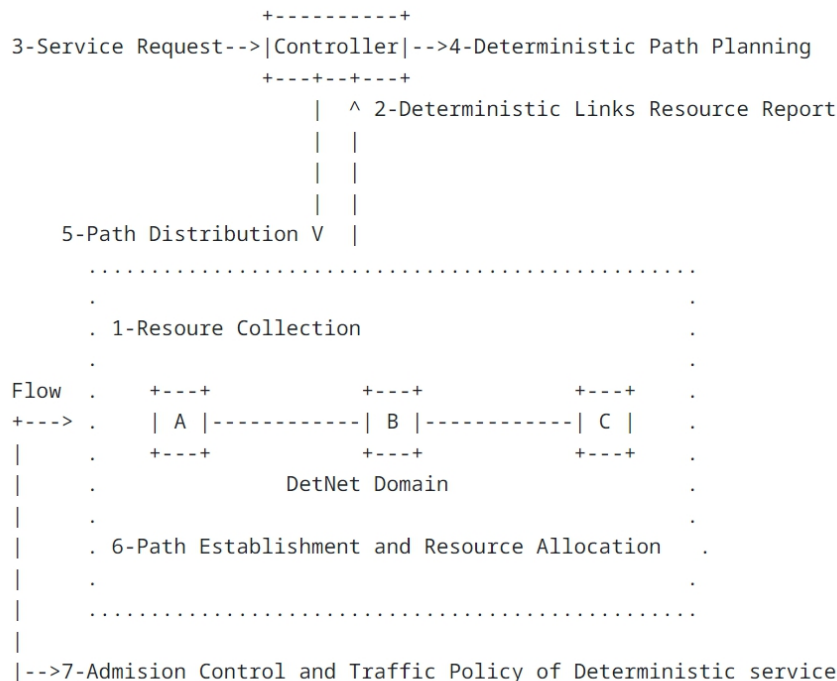 3-Service Request-->|Controller|-->4-Deterministic Path Planning
2-Deterministic Links Resource Report
5-Path Distribution V
1-Resoure Collection
Flow
A B C
DetNet Domain
6-Path Establishment and Resource Allocation
|-->7-Admision Control and Traffic Policy of Deterministic service